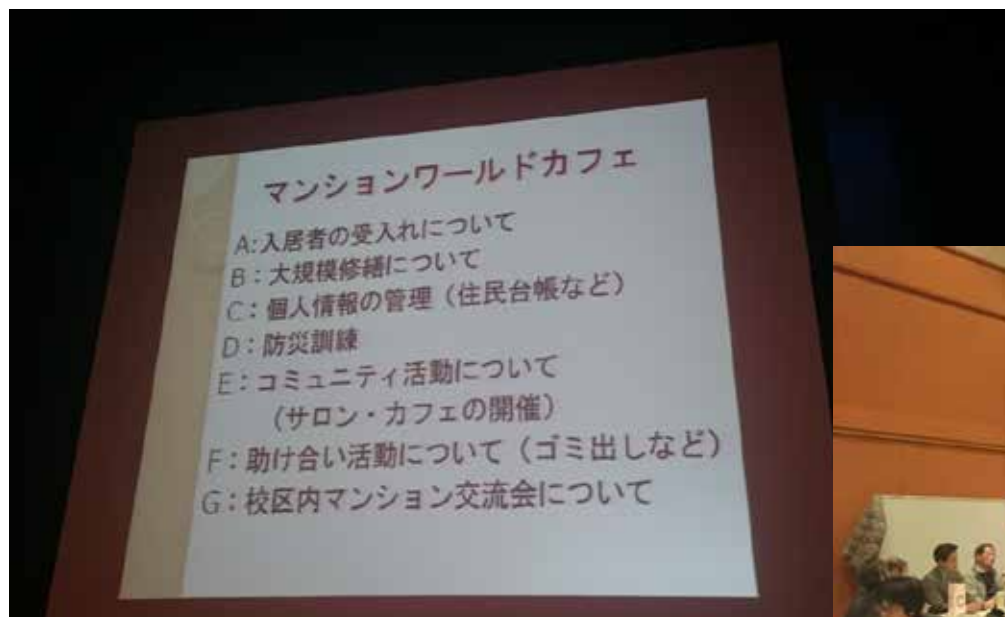 マンションワールドカフェ
A:入居者の受入れについて
B：大規模修繕について
C：個人情報の管理（住民台帳など）
D：防災訓練
E：コミュニティ活動について
（サロン・カフェの開催）
F：助け合い活動について（ゴミ出しなど）
G：校区内マンション交流会について
C